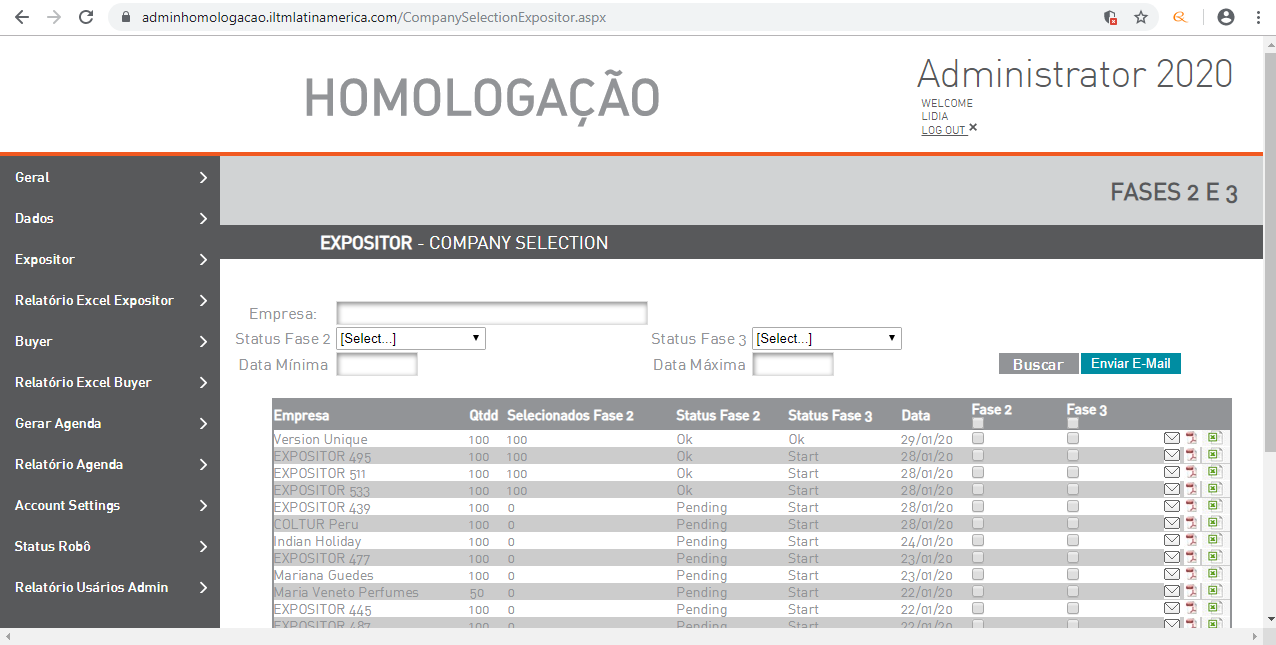 adminhomologacao.iltmlatinamerica.com/CompanySelectionExpositor.aspx
HOMOLOGAÇÃO
Administrator 2020
WELCOME
LIDIA
LOG OUT
Geral
Dados
Expositor
Relatório Excel Expositor
Buyer
Relatório Excel Buyer
Gerar Agenda
Relatório Agenda
Account Settings
Status Robô
Relatório Usários Admin
FASES 2 E 3
EXPOSITOR - COMPANY SELECTION
Empresa:
Status Fase 2 [Select...] Status Fase 3 [Select...]
Data Mínima Data Máxima Buscar Enviar E-Mail
Empresa Qtdd Selecionados Fase 2 Status Fase 2 Status Fase 3 Data Fase 2 Fase 3
Version Unique 100 100 Ok Ok 29/01/20
EXPOSITOR 495 100 100 Ok Start 28/01/20
EXPOSITOR 511 100 100 Ok Start 28/01/20
EXPOSITOR 533 100 100 Ok Start 28/01/20
EXPOSITOR 439 100 0 Pending Start 28/01/20
COLTUR Peru 100 0 Pending Start 28/01/20
Indian Holiday 100 0 Pending Start 24/01/20
EXPOSITOR 477 100 0 Pending Start 23/01/20
Mariana Guedes 100 0 Pending Start 23/01/20
Maria Veneto Perfumes 50 0 Pending Start 22/01/20
EXPOSITOR 445 100 0 Pending Start 22/01/20
EXPOSITOR 487 100 0 Pending Start 22/01/20